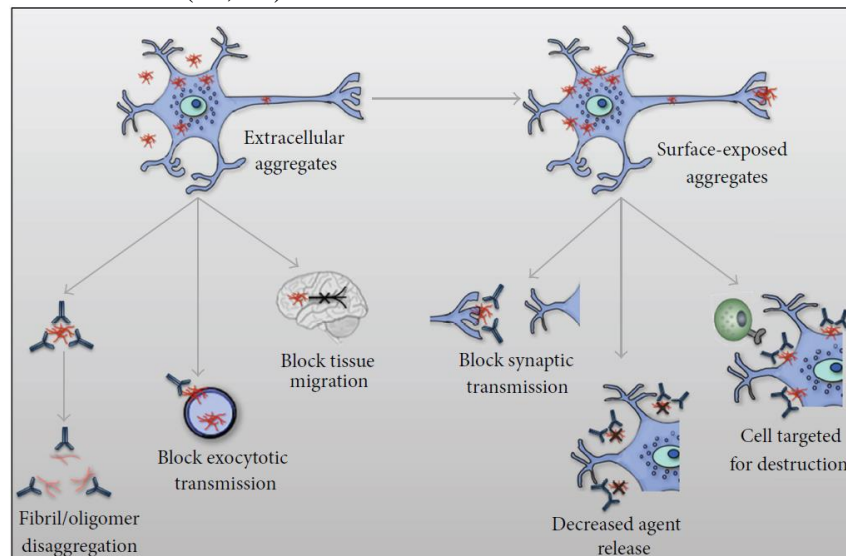 Extracellular
aggregates
Surface-exposed
aggregates
Block tissue
migration
Block synaptic
transmission
Block exocytotic
transmission
Cell targeted
for destruction
Fibril/oligomer
disaggregation
Decreased agent
release